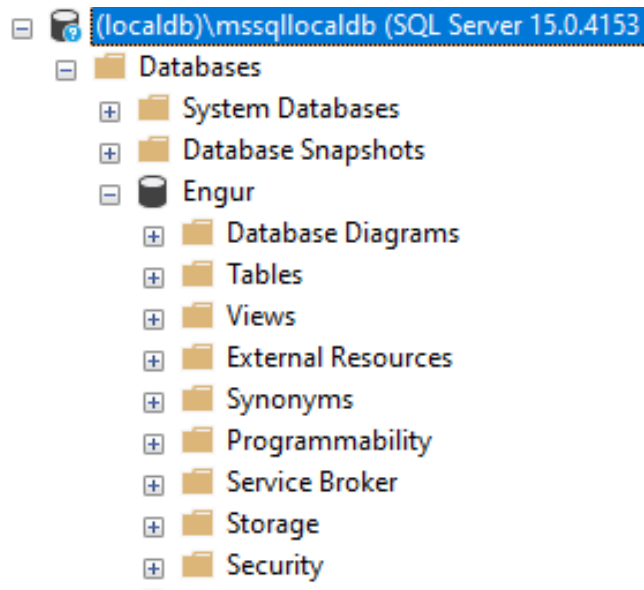 (localdb)\mssqllocaldb (SQL Server 15.0.4153
Databases
System Databases
Database Snapshots
Engur
Database Diagrams
Tables
Views
External Resources
Synonyms
Programmability
Service Broker
Storage
Security